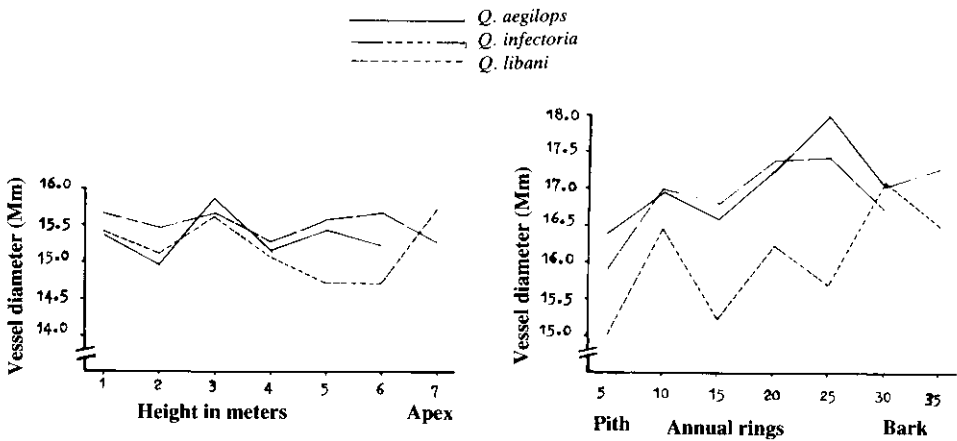 Q. aegilops
Q. infectoria
Q. libani
Vessel diameter (Mm)
16.0
15.5
15.0
14.5
14.0
1 2 3 4 5 6 7
Height in meters Apex
Vessel diameter (Mm)
18.0
17.5
17.0
16.5
16.0
15.5
15.0
5 10 15 20 25 30 35
Pith Annual rings Bark